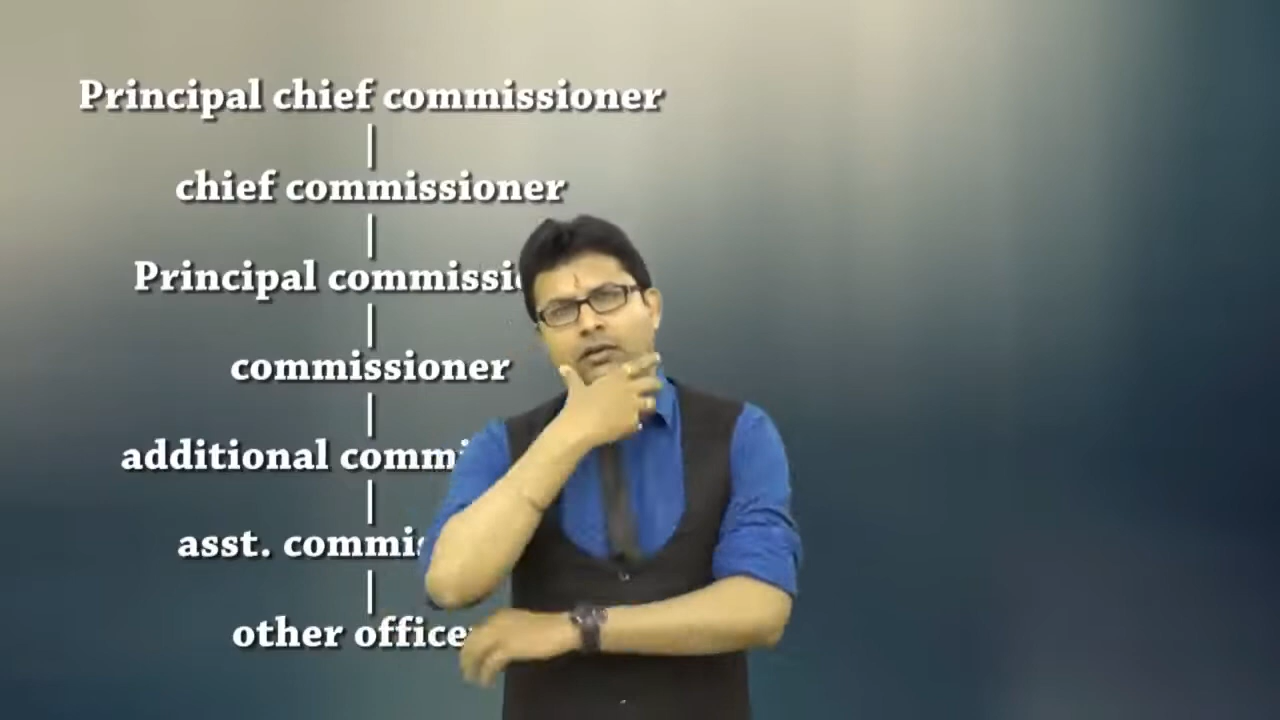 Principal chief commissioner
chief commissioner
Principal
commissioner
additional
asst.
other